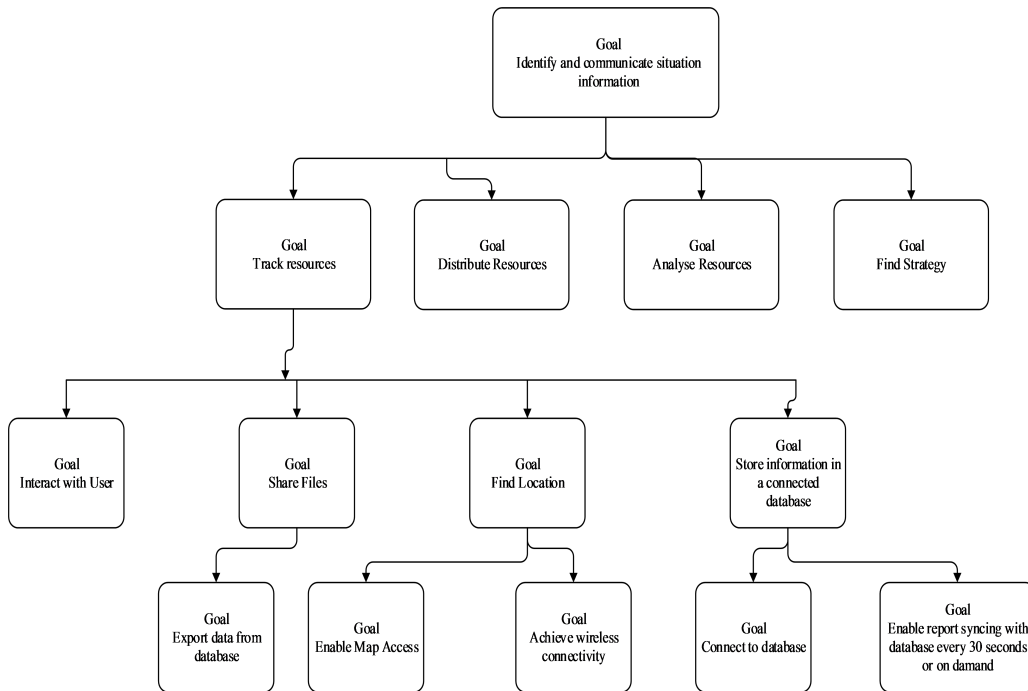 Goal
Identify and communicate situation
information
Goal
Track resources
Goal
Distribute Resources
Goal
Analyse Resources
Goal
Find Strategy
Goal
Interact with User
Goal
Share Files
Goal
Find Location
Goal
Store information in
a connected
database
Goal
Export data from
database
Goal
Enable Map Access
Goal
Achieve wireless
connectivity
Goal
Connect to database
Goal
Enable report syncing with
database every 30 seconds
or on damand